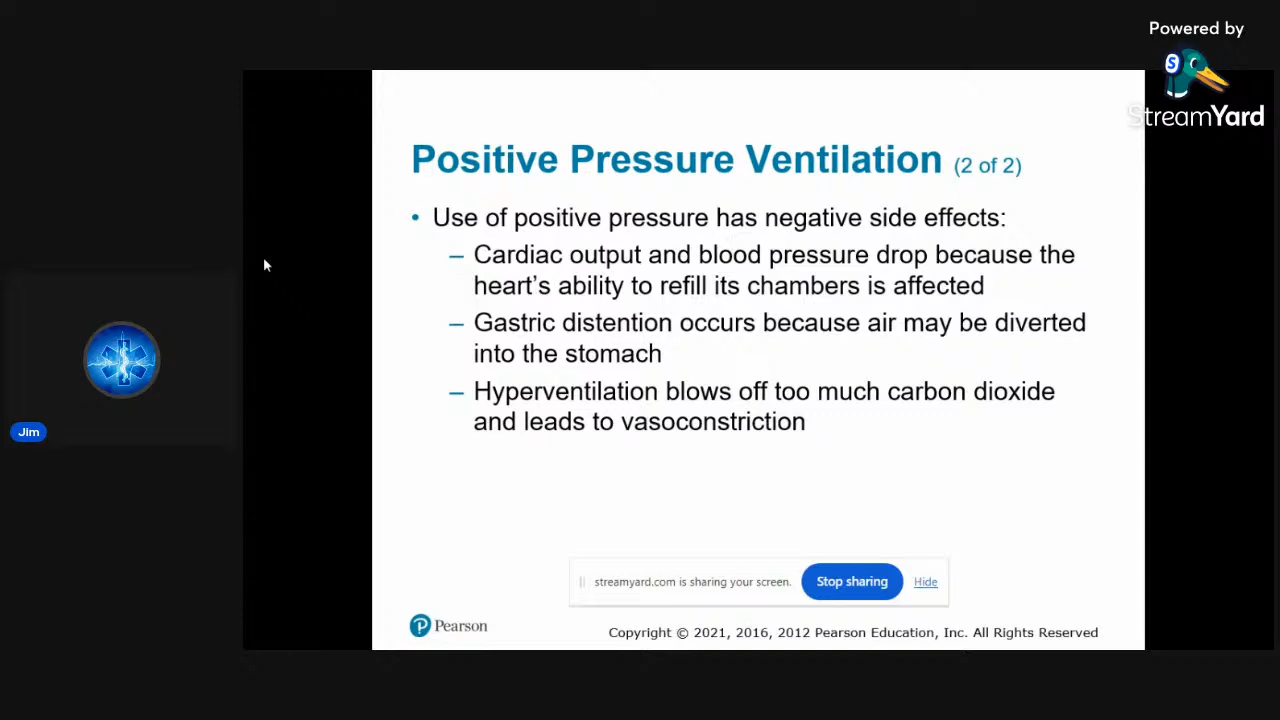 Powered by
StreamYard
Positive Pressure Ventilation (2 of 2)
• Use of positive pressure has negative side effects:
– Cardiac output and blood pressure drop because the
heart's ability to refill its chambers is affected
– Gastric distention occurs because air may be diverted
into the stomach
– Hyperventilation blows off too much carbon dioxide
and leads to vasoconstriction
Jim
streamyard.com is sharing your screen. Stop sharing Hide
Pearson
Copyright © 2021, 2016, 2012 Pearson Education, Inc. All Rights Reserved